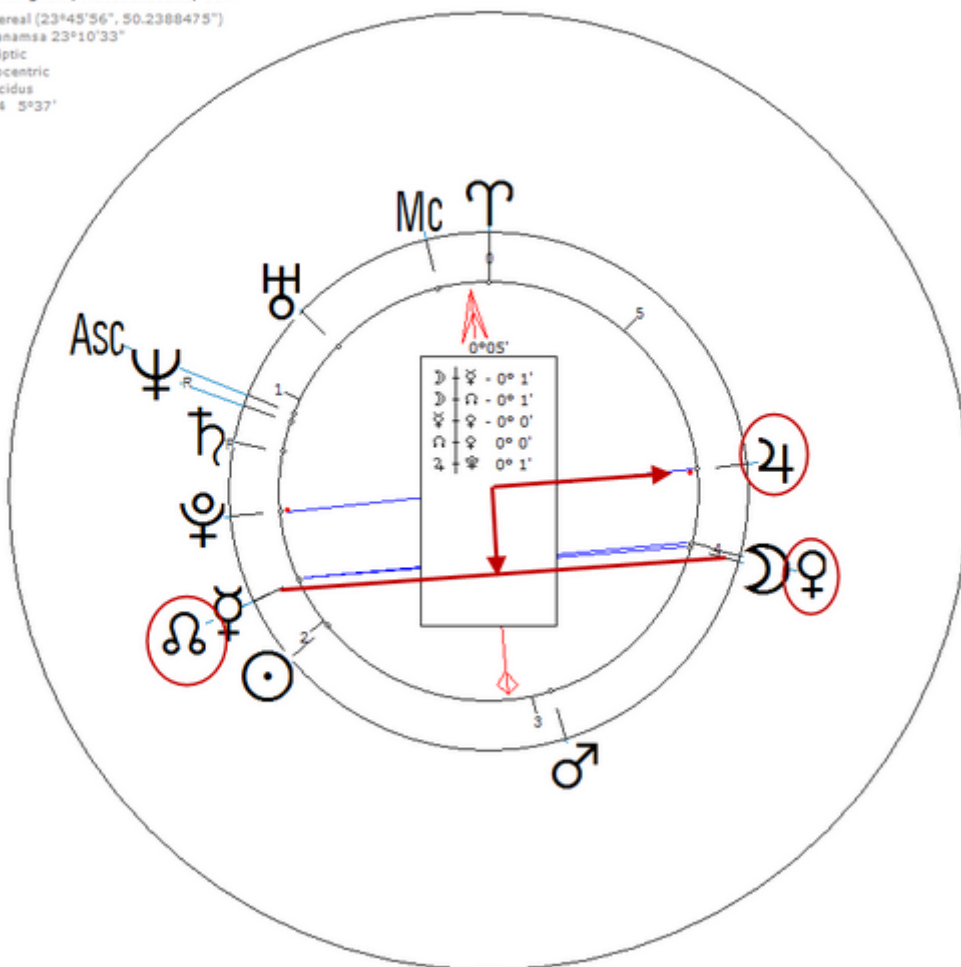 ereal (23°45'56", 50.2388475")
namsa 23°10'33"
iptic
ocentric
cidus
4 5°37'
Mc ♈
0
♅
5
Asc
♆
R
0°05'
☽ ☿ - 0° 1'
☽ ☊ - 0° 1'
☿ ♀ - 0° 0'
☊ ♀ 0° 0'
♃ 0° 1'
1
♄
♃
♇
4
☽ ♀
☿
☊
2
☉
3
♂